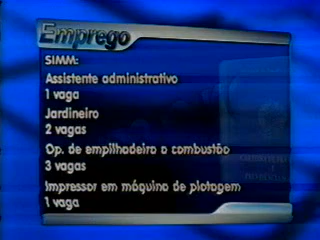 Emprego
SIMM:
Assistente administrativo
1 vaga
Jardineiro
2 vagas
Op. de empilhadeira a combustão
3 vagas
Impressor em máquina de plotagem
1 vaga